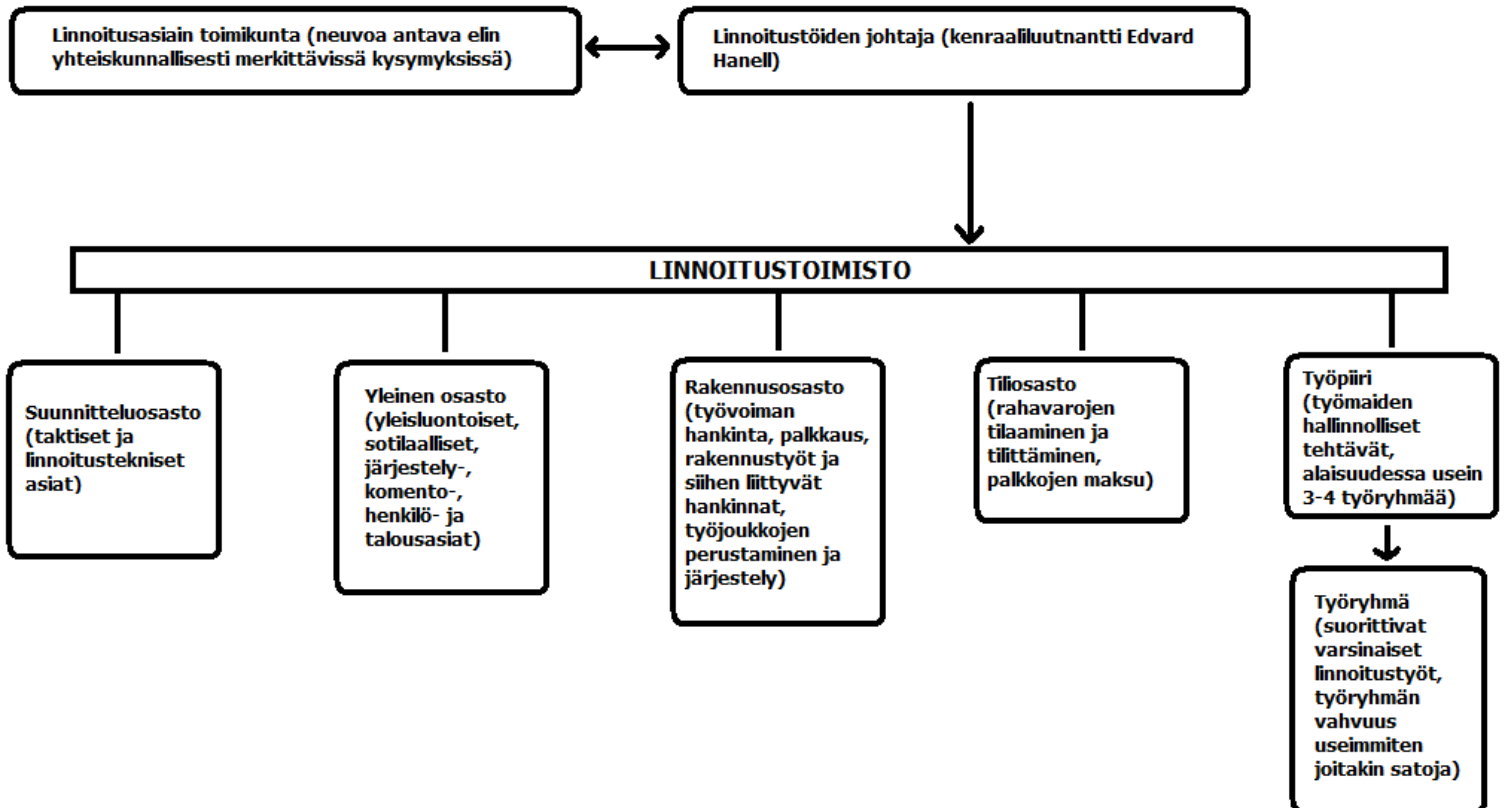 Linnoitusasiain toimikunta (neuvoa antava elin
yhteiskunnallisesti merkittävissä kysymyksissä)
Linnoitustöiden johtaja (kenraaliluutnantti Edvard
Hanell)
LINNOITUSTOIMISTO
Suunnitteluosasto
(taktiset ja
linnoitustekniset
asiat)
Yleinen osasto
(yleisluontoiset,
sotilaalliset,
järjestely-,
komento-,
henkilö- ja
talousasiat)
Rakennusosasto
(työvoiman
hankinta, palkkaus,
rakennustyöt ja
siihen liittyvät
hankinnat,
työjoukkojen
perustaminen ja
järjestely)
Tiliosasto
(rahavarojen
tilaaminen ja
tilittäminen,
palkkojen maksu)
Työpiiri
(työmaiden
hallinnolliset
tehtävät,
alaisuudessa usein
3-4 työryhmää)
Työryhmä
(suorittivat
varsinaiset
linnoitustyöt,
työryhmän
vahvuus
useimmiten
joitakin satoja)